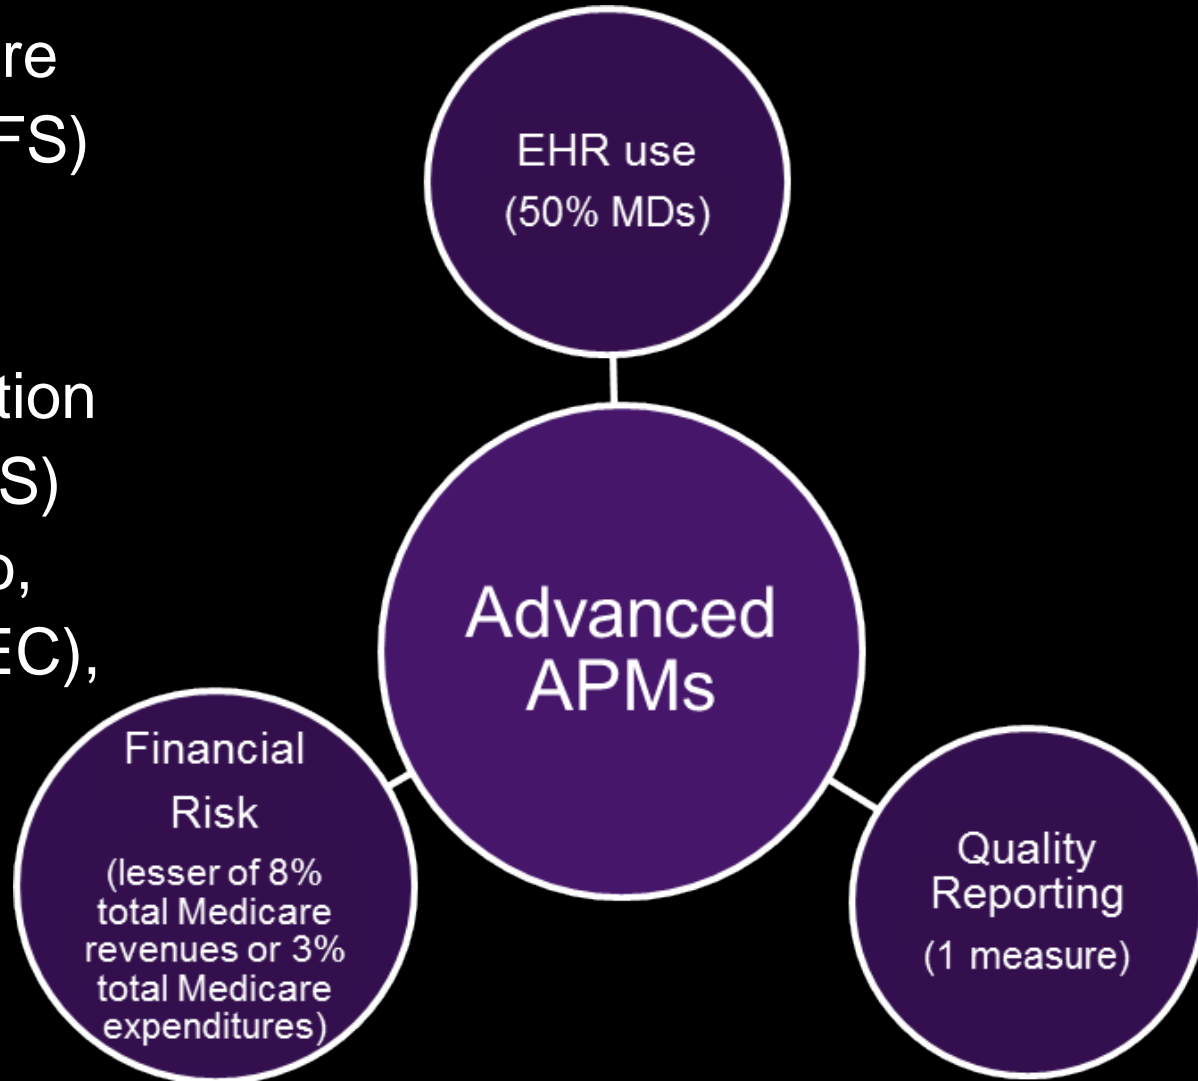 re
FS)
tion
S)
o,
EC),
EHR use
(50% MDs)
Advanced
APMs
Financial
Risk
(lesser of 8%
total Medicare
revenues or 3%
total Medicare
expenditures)
Quality
Reporting
(1 measure)